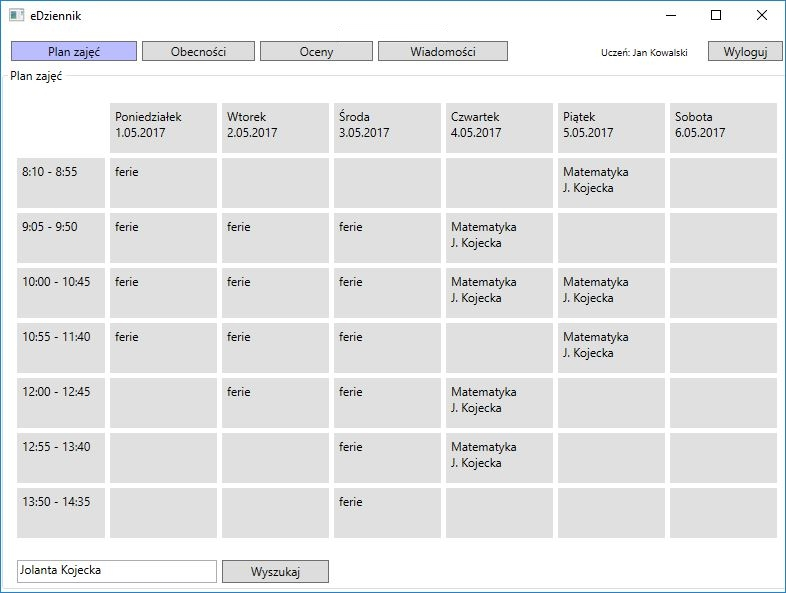 eDziennik
Plan zajęć Obecności Oceny Wiadomości Uczeń: Jan Kowalski Wyloguj
Plan zajęć
Poniedziałek Wtorek Środa Czwartek Piątek Sobota
1.05.2017 2.05.2017 3.05.2017 4.05.2017 5.05.2017 6.05.2017
8:10 - 8:55 ferie Matematyka
J. Kojecka
9:05 - 9:50 ferie ferie ferie Matematyka
J. Kojecka
10:00 - 10:45 ferie ferie ferie Matematyka Matematyka
J. Kojecka J. Kojecka
10:55 - 11:40 ferie ferie ferie Matematyka
J. Kojecka
12:00 - 12:45 ferie ferie Matematyka
J. Kojecka
12:55 - 13:40 ferie Matematyka
J. Kojecka
13:50 - 14:35 ferie
Jolanta Kojecka Wyszukaj